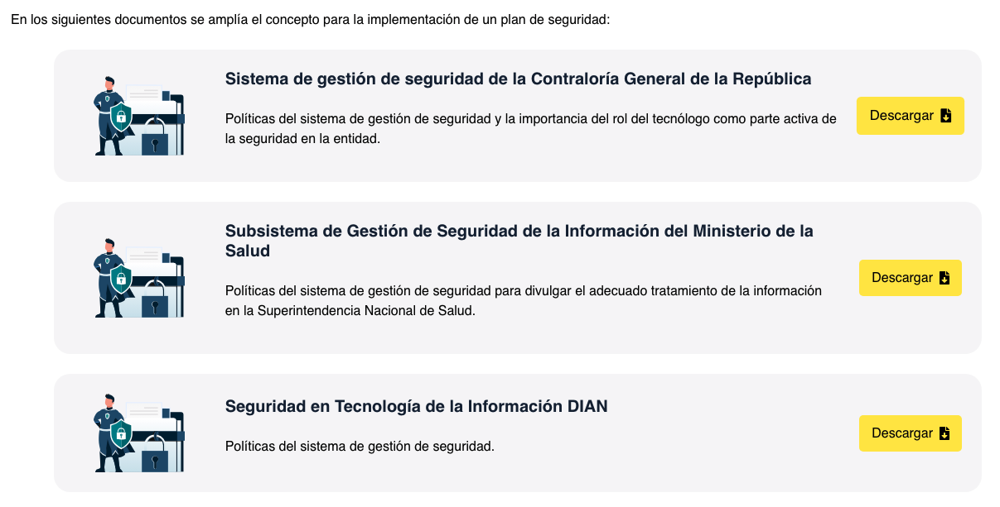 En los siguientes documentos se amplía el concepto para la implementación de un plan de seguridad:
Sistema de gestión de seguridad de la Contraloría General de la República
Políticas del sistema de gestión de seguridad y la importancia del rol del tecnólogo como parte activa de
la seguridad en la entidad.
Descargar
Subsistema de Gestión de Seguridad de la Información del Ministerio de la
Salud
Políticas del sistema de gestión de seguridad para divulgar el adecuado tratamiento de la información
en la Superintendencia Nacional de Salud.
Descargar
Seguridad en Tecnología de la Información DIAN
Políticas del sistema de gestión de seguridad.
Descargar